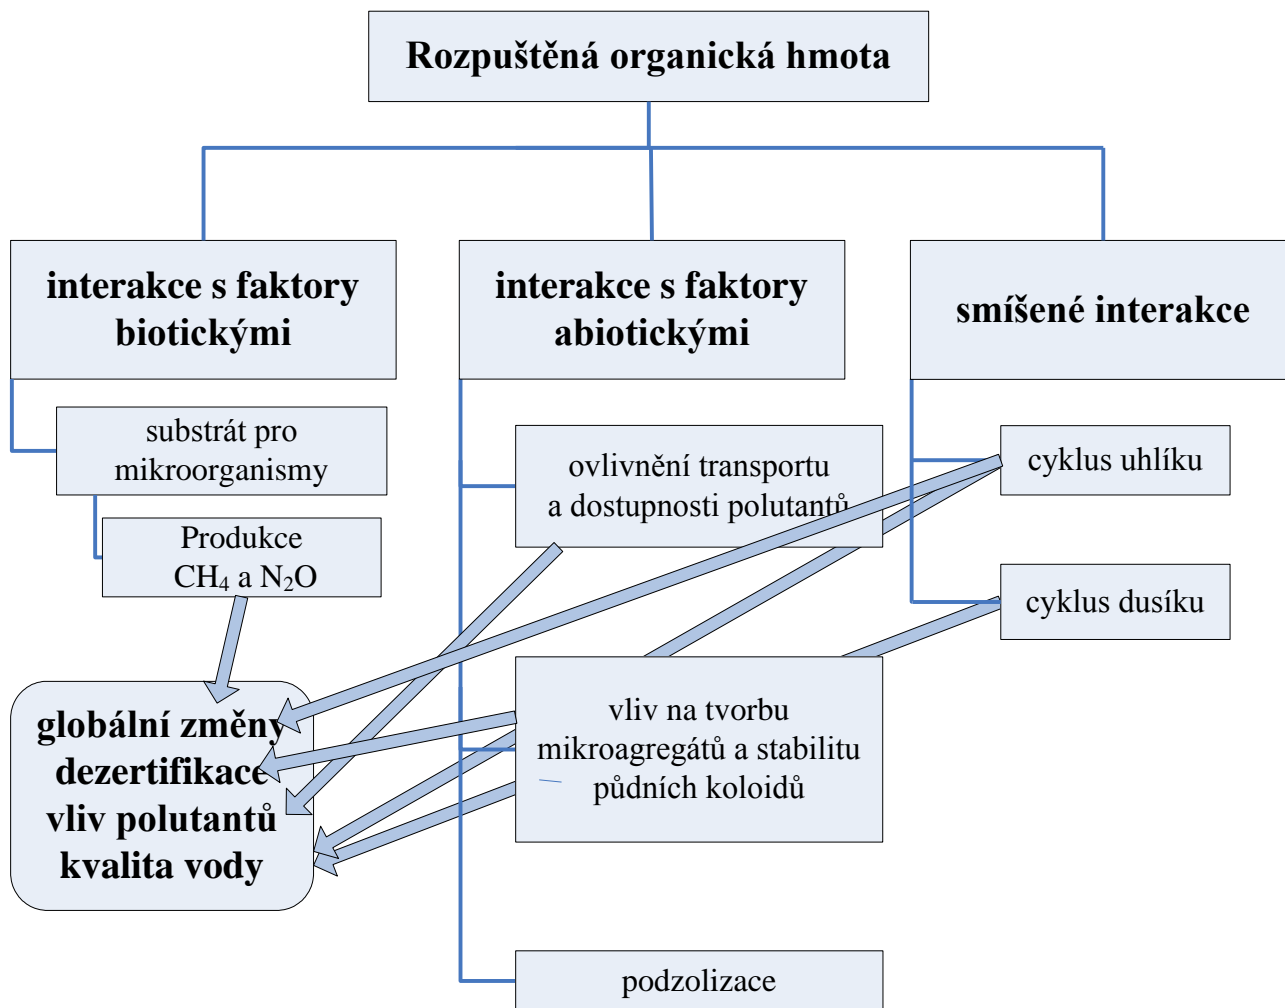 Rozpuštěná organická hmota
interakce s faktory
biotickými
interakce s faktory
abiotickými
smíšené interakce
substrát pro
mikroorganismy
Produkce
CH₄ a N₂O
ovlivnění transportu
a dostupnosti polutantů
cyklus uhlíku
cyklus dusíku
globální změny
dezertifikace
vliv polutantů
kvalita vody
vliv na tvorbu
mikroagregátů a stabilitu
půdních koloidů
podzolizace